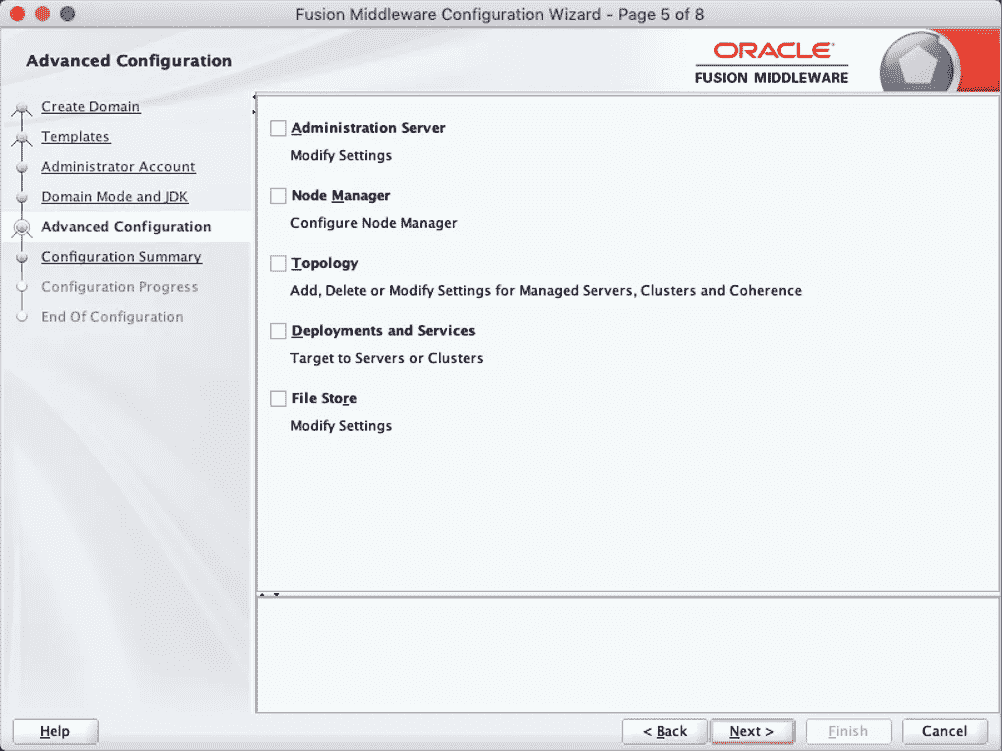 Fusion Middleware Configuration Wizard - Page 5 of 8
Advanced Configuration
ORACLE
FUSION MIDDLEWARE
Create Domain
Templates
Administrator Account
Domain Mode and JDK
Advanced Configuration
Configuration Summary
Configuration Progress
End Of Configuration
Administration Server
Modify Settings
Node Manager
Configure Node Manager
Topology
Add, Delete or Modify Settings for Managed Servers, Clusters and Coherence
Deployments and Services
Target to Servers or Clusters
File Store
Modify Settings
Help
< Back
Next >
Finish
Cancel